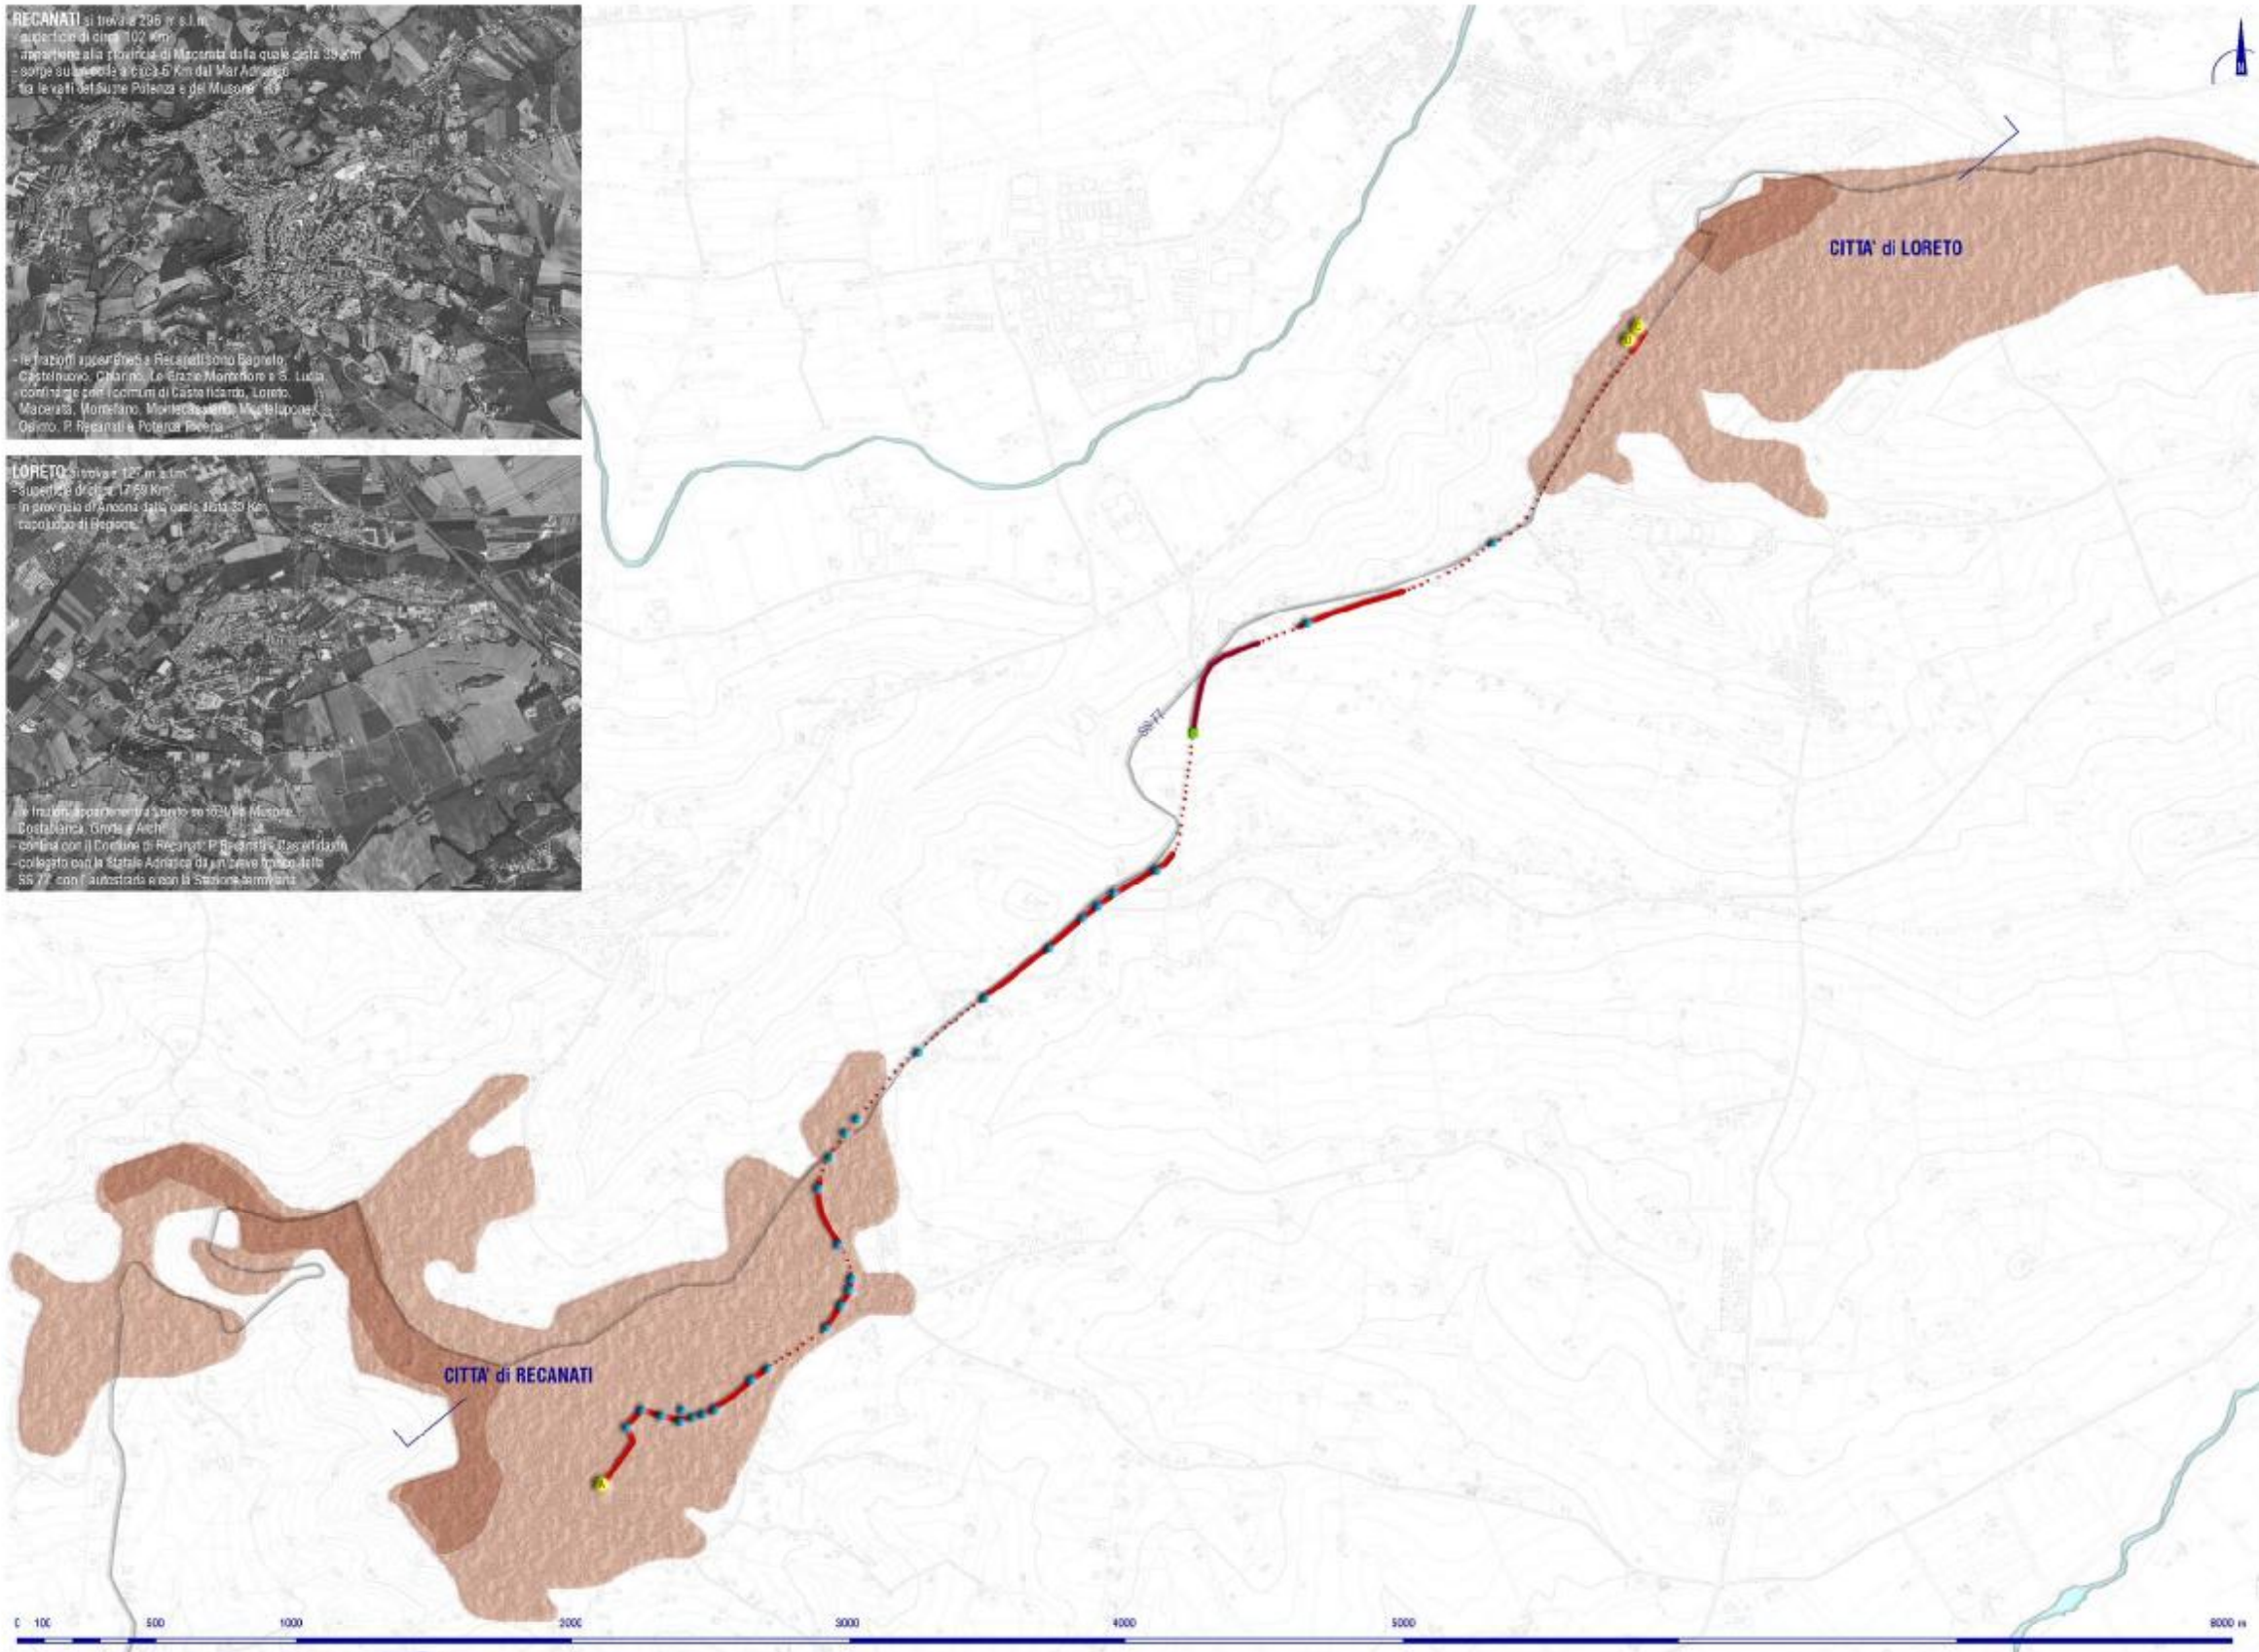 RECANATI si trova a 296 m s.l.m.
- superficie di circa 102 Km²
- appartiene alla provincia di Macerata dalla quale dista 30 Km
- sorge su un colle a circa 6 Km dal Mar Adriatico
tra le valli del fiume Potenza e del Musone
- le frazioni a Recanati sono Bagnolo,
Castelnuovo, Chiarino, Le Grazie Montefiore e S. Lucia
- confinante con i comuni di Castelfidardo, Loreto,
Macerata, Montefano, Montecassiano, Montelupone,
Osimo, P. Recanati e Potenza Picena
LORETO si trova a 127 m s.l.m.
- superficie di circa 17.69 Km²
- in provincia di Ancona dalla quale dista 30 Km
capoluogo di Regione
- le frazioni appartenenti a Loreto sono Villa Musone,
Costabianca, Grotte e Archi
- confina con il Comune di Recanati, P. Recanati e Castelfidardo
- collegato con la Statale Adriatica da un breve tronco della
SS 77, con l'autostrada e con la Stazione ferroviaria
N
CITTA' di LORETO
SS 77
CITTA' di RECANATI
A
0 100 500 1000 2000 3000 4000 5000 8000 m